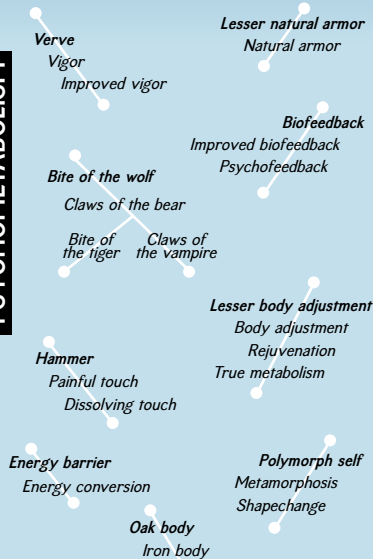 PSYCHOMETABOLISM
Verve
Vigor
Improved vigor
Lesser natural armor
Natural armor
Biofeedback
Improved biofeedback
Psychofeedback
Bite of the wolf
Claws of the bear
Bite of
the tiger
Claws of
the vampire
Lesser body adjustment
Body adjustment
Rejuvenation
True metabolism
Hammer
Painful touch
Dissolving touch
Energy barrier
Energy conversion
Polymorph self
Metamorphosis
Shapechange
Oak body
Iron body